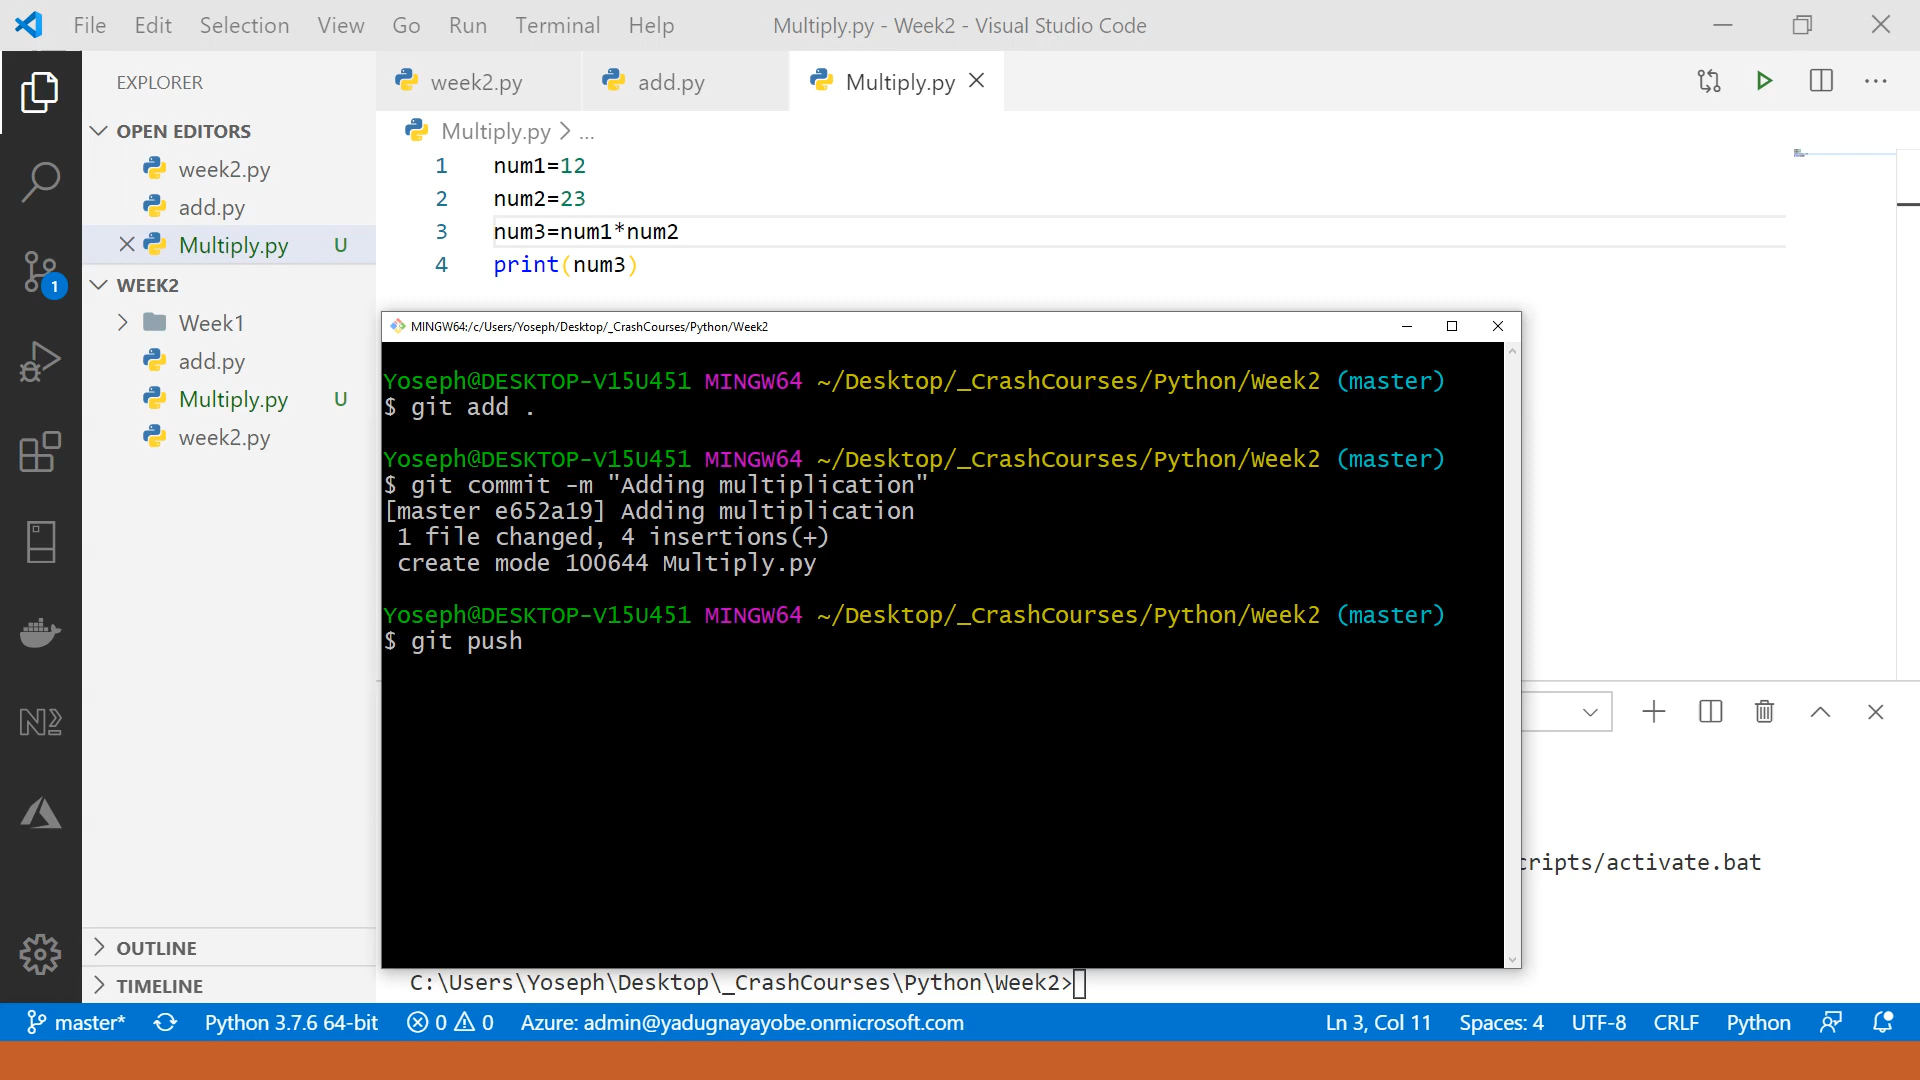 File Edit Selection View Go Run Terminal Help Multiply.py - Week2 - Visual Studio Code
EXPLORER
week2.py
add.py
Multiply.py
OPEN EDITORS
week2.py
add.py
Multiply.py U
WEEK2
Week1
add.py
Multiply.py U
week2.py
OUTLINE
TIMELINE
1
Multiply.py > ...
1 num1=12
2 num2=23
3 num3=num1*num2
4 print(num3)
MINGW64:/c/Users/Yoseph/Desktop/_CrashCourses/Python/Week2
Yoseph@DESKTOP-V15U451 MINGW64 ~/Desktop/_CrashCourses/Python/Week2 (master)
$ git add .
Yoseph@DESKTOP-V15U451 MINGW64 ~/Desktop/_CrashCourses/Python/Week2 (master)
$ git commit -m "Adding multiplication"
[master e652a19] Adding multiplication
1 file changed, 4 insertions(+)
create mode 100644 Multiply.py
Yoseph@DESKTOP-V15U451 MINGW64 ~/Desktop/_CrashCourses/Python/Week2 (master)
$ git push
cripts/activate.bat
C:\Users\Yoseph\Desktop\_CrashCourses\Python\Week2>
master* Python 3.7.6 64-bit 0 0 Azure: admin@yadugnayayobe.onmicrosoft.com Ln 3, Col 11 Spaces: 4 UTF-8 CRLF Python